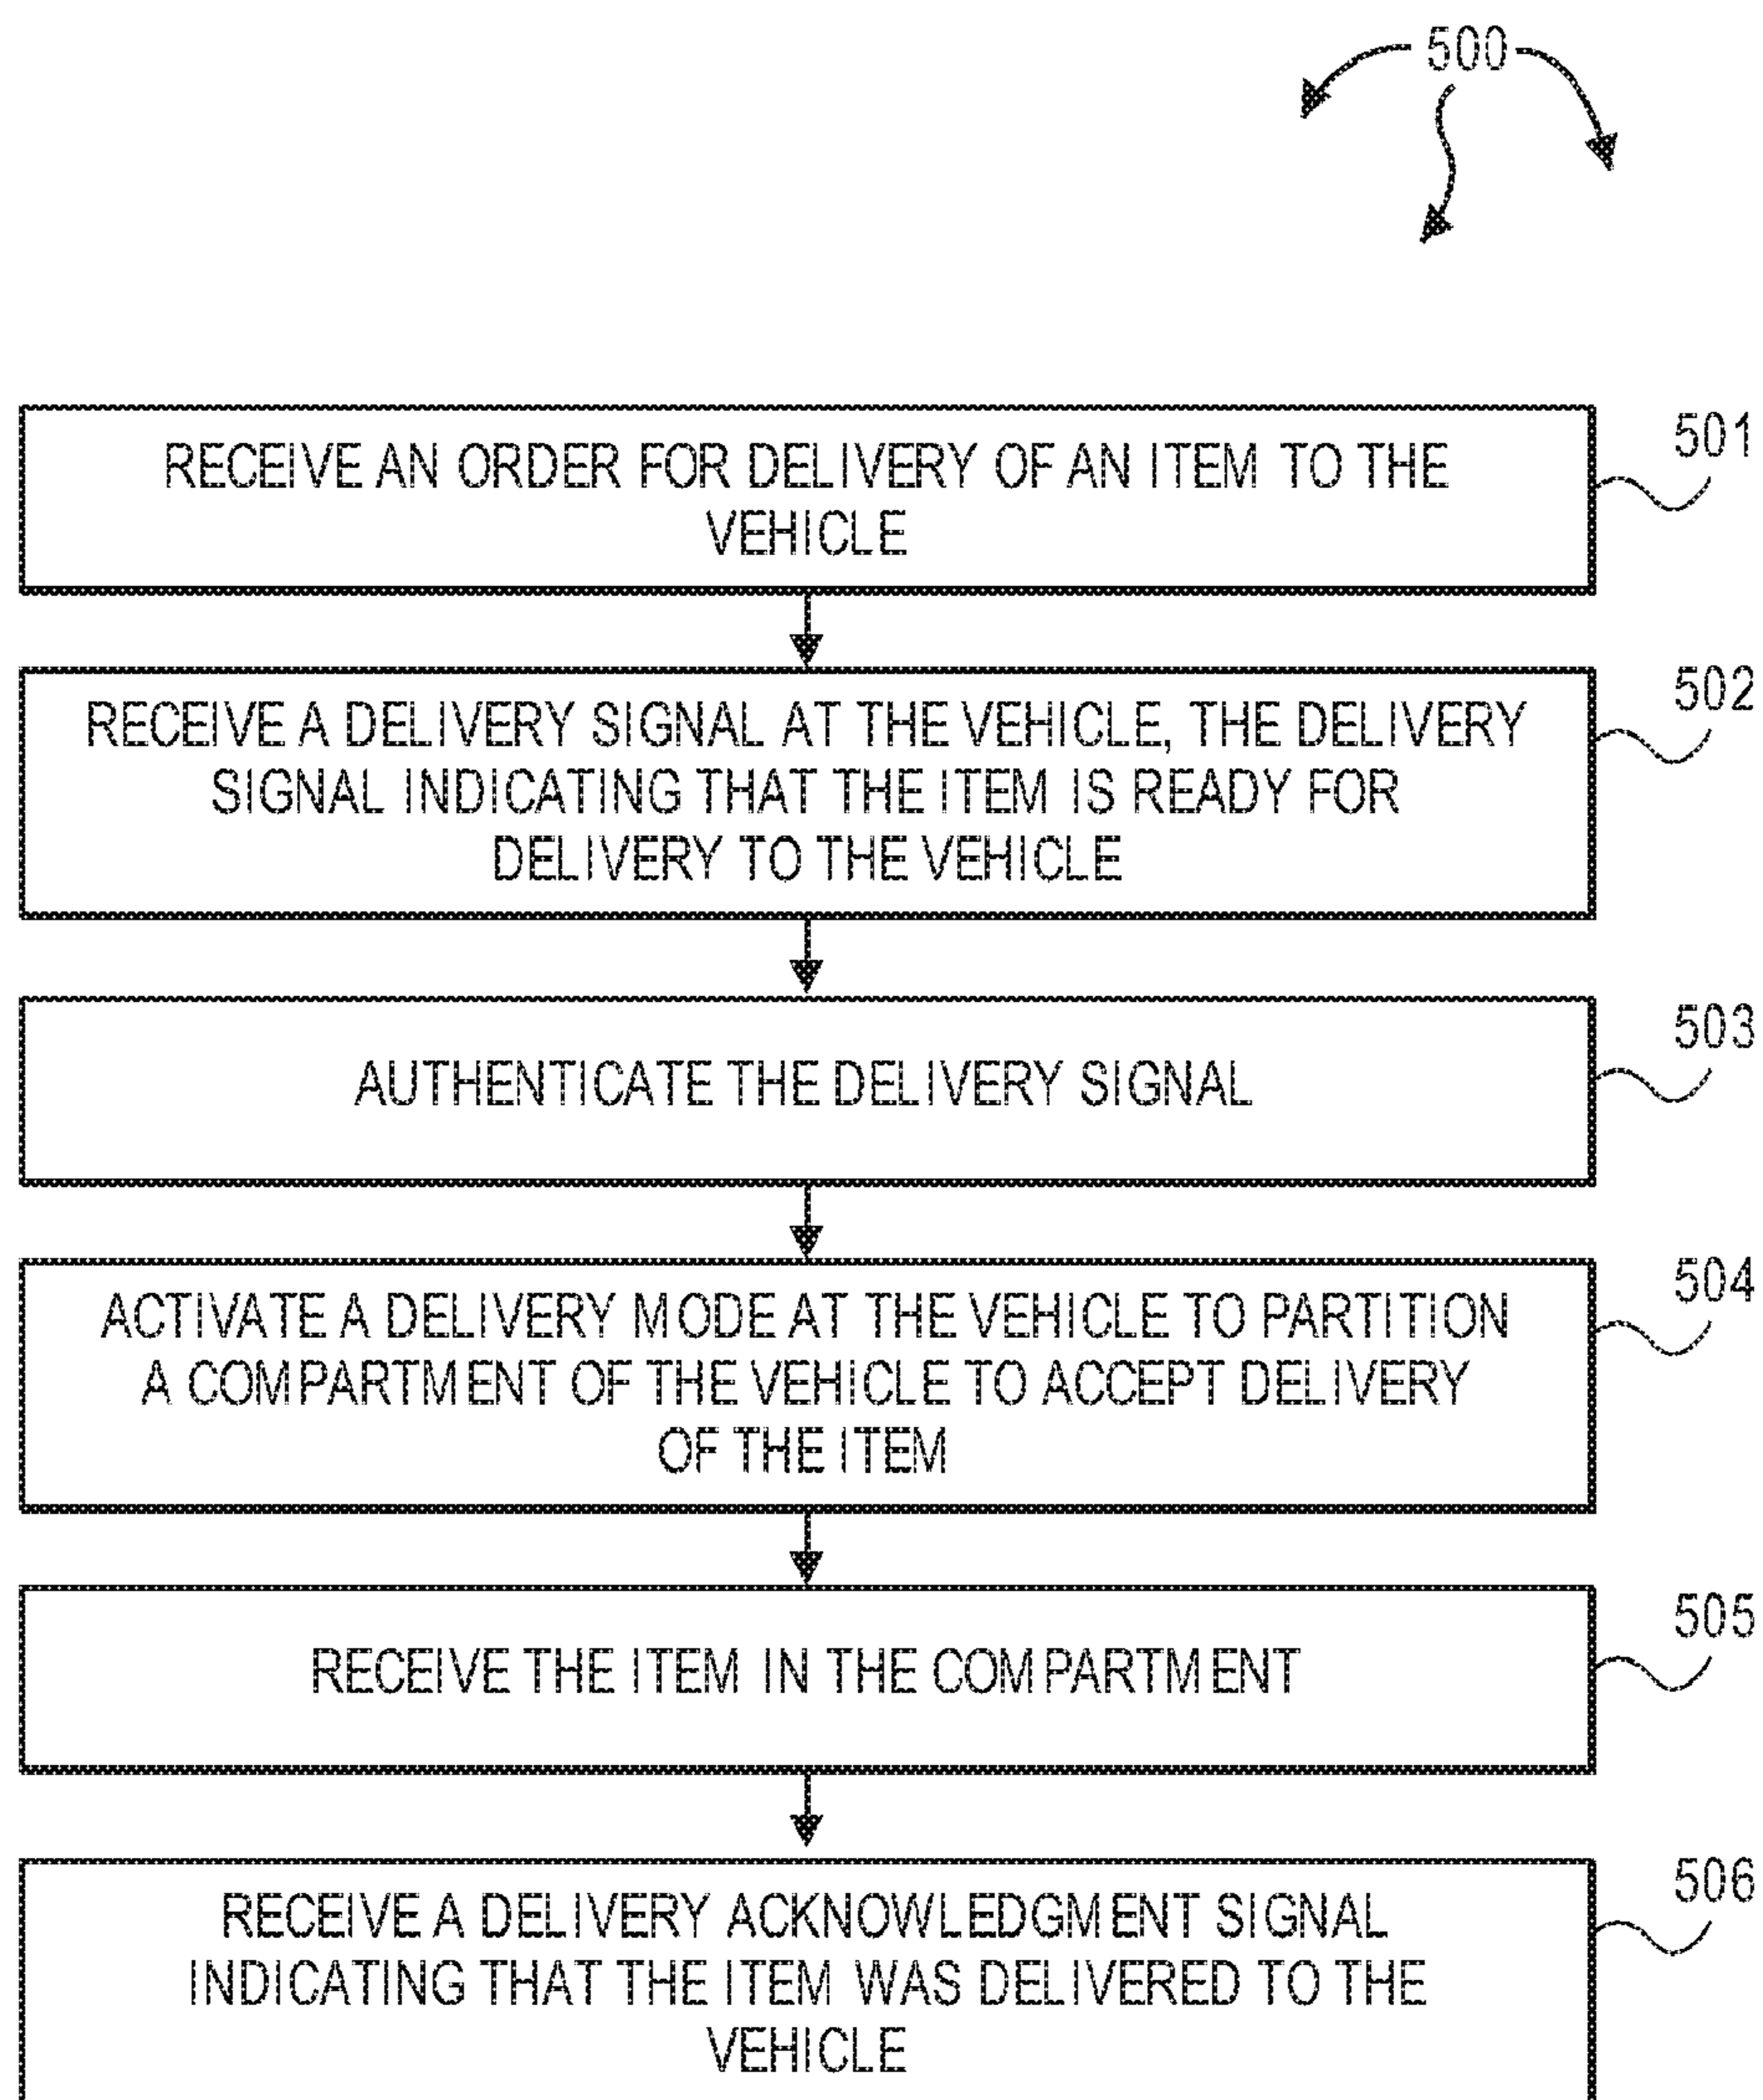 500
RECEIVE AN ORDER FOR DELIVERY OF AN ITEM TO THE
VEHICLE
501
RECEIVE A DELIVERY SIGNAL AT THE VEHICLE, THE DELIVERY
SIGNAL INDICATING THAT THE ITEM IS READY FOR
DELIVERY TO THE VEHICLE
502
AUTHENTICATE THE DELIVERY SIGNAL
503
ACTIVATE A DELIVERY MODE AT THE VEHICLE TO PARTITION
A COMPARTMENT OF THE VEHICLE TO ACCEPT DELIVERY
OF THE ITEM
504
RECEIVE THE ITEM IN THE COMPARTMENT
505
RECEIVE A DELIVERY ACKNOWLEDGMENT SIGNAL
INDICATING THAT THE ITEM WAS DELIVERED TO THE
VEHICLE
506